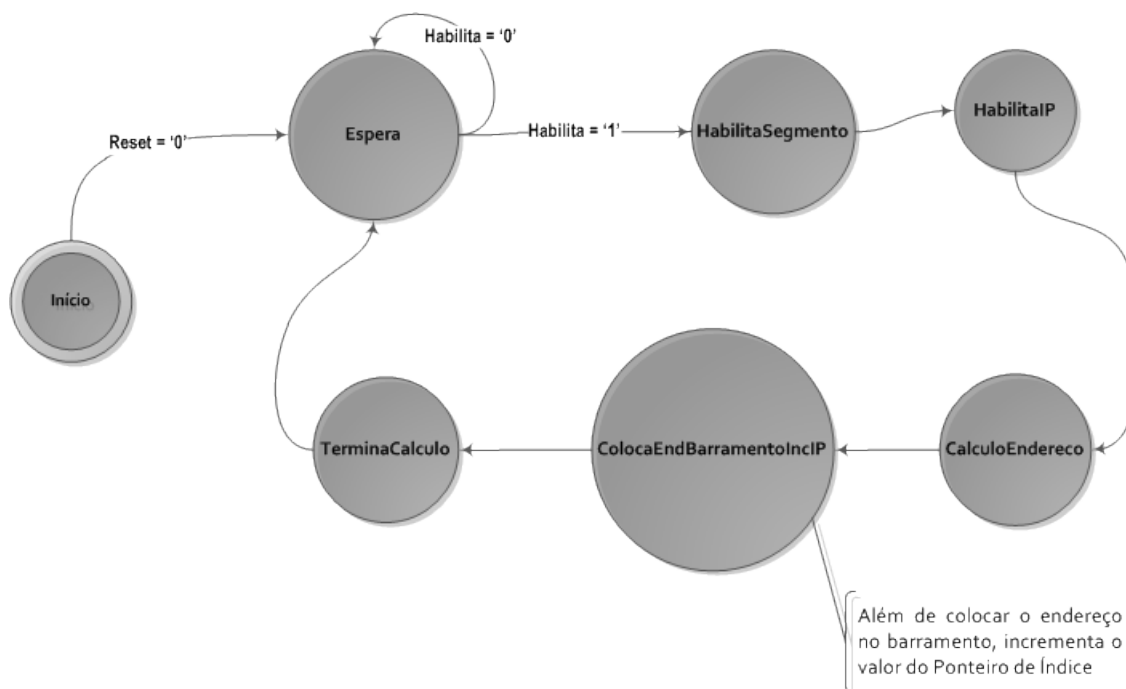 Habilita = ‘0’
Espera
Habilita = ‘1’
HabilitaSegmento
HabilitaIP
Reset = ‘0’
Início
TerminaCalculo
ColocaEndBarramentoIncIP
CalculoEndereco
Além de colocar o endereço
no barramento, incrementa o
valor do Ponteiro de Índice